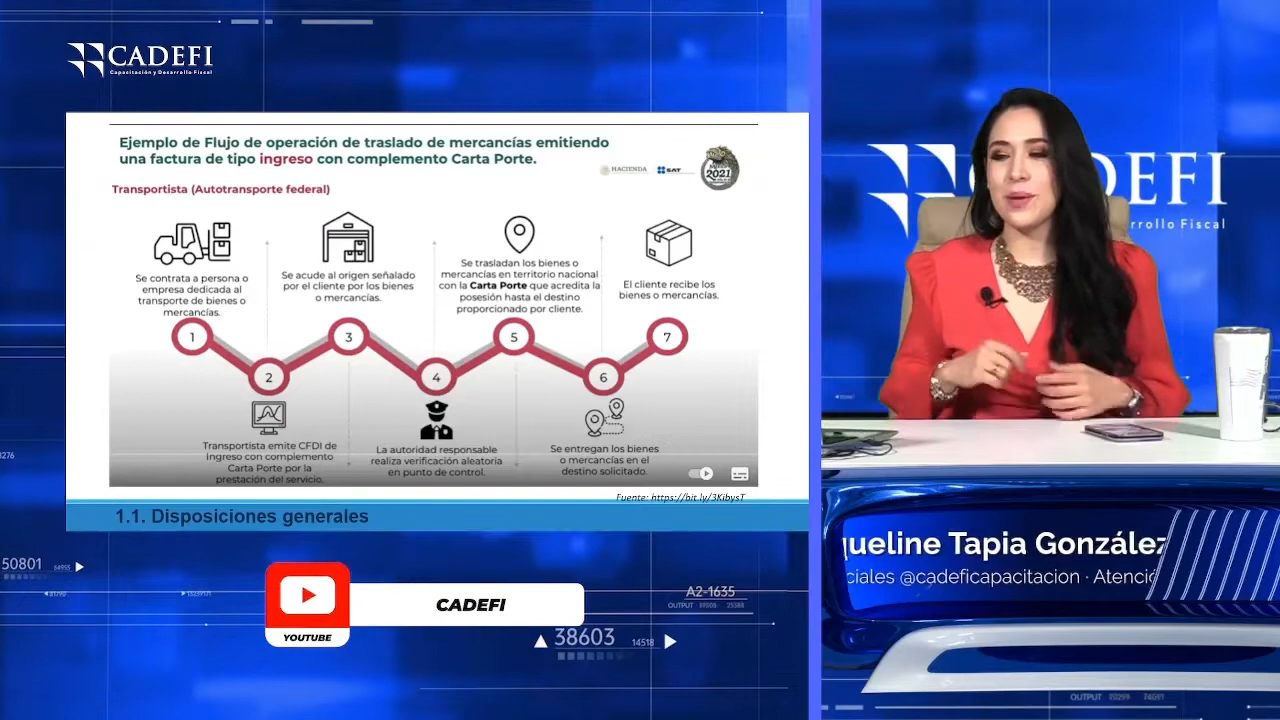 CADEFI
Capacitación y Desarrollo Fiscal
Ejemplo de Flujo de operación de traslado de mercancías emitiendo
una factura de tipo ingreso con complemento Carta Porte.
HACIENDA
SAT
2021
Transportista (Autotransporte federal)
Se contrata a persona o
empresa dedicada al
transporte de bienes o
mercancías.
Se acude al origen señalado
por el cliente por los bienes
o mercancías.
Se trasladan los bienes o
mercancías en territorio nacional
con la Carta Porte que acredita la
posesión hasta el destino
proporcionado por cliente.
El cliente recibe los
bienes o mercancías.
1
2
3
4
5
6
7
Transportista emite CFDI de
ingreso con complemento
Carta Porte por la
prestación del servicio.
La autoridad responsable
realiza verificación aleatoria
en punto de control.
Se entregan los bienes
o mercancías en el
destino solicitado.
Fuente: https://bit.ly/3KibysT
1.1. Disposiciones generales
CADEFI
YOUTUBE
50801
A2-1635
OUTPUT
38603
14518
3276
DEFI
rrollo Fiscal
queline Tapia González
ciales @cadeficapacitacion · Atenció
OUTPUT